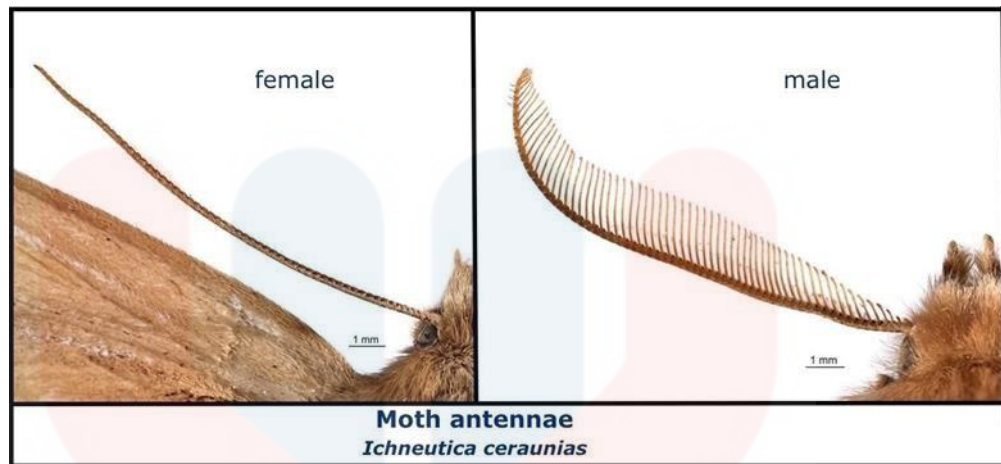 female
male
1 mm
1 mm
Moth antennae
Ichneutica ceraunias